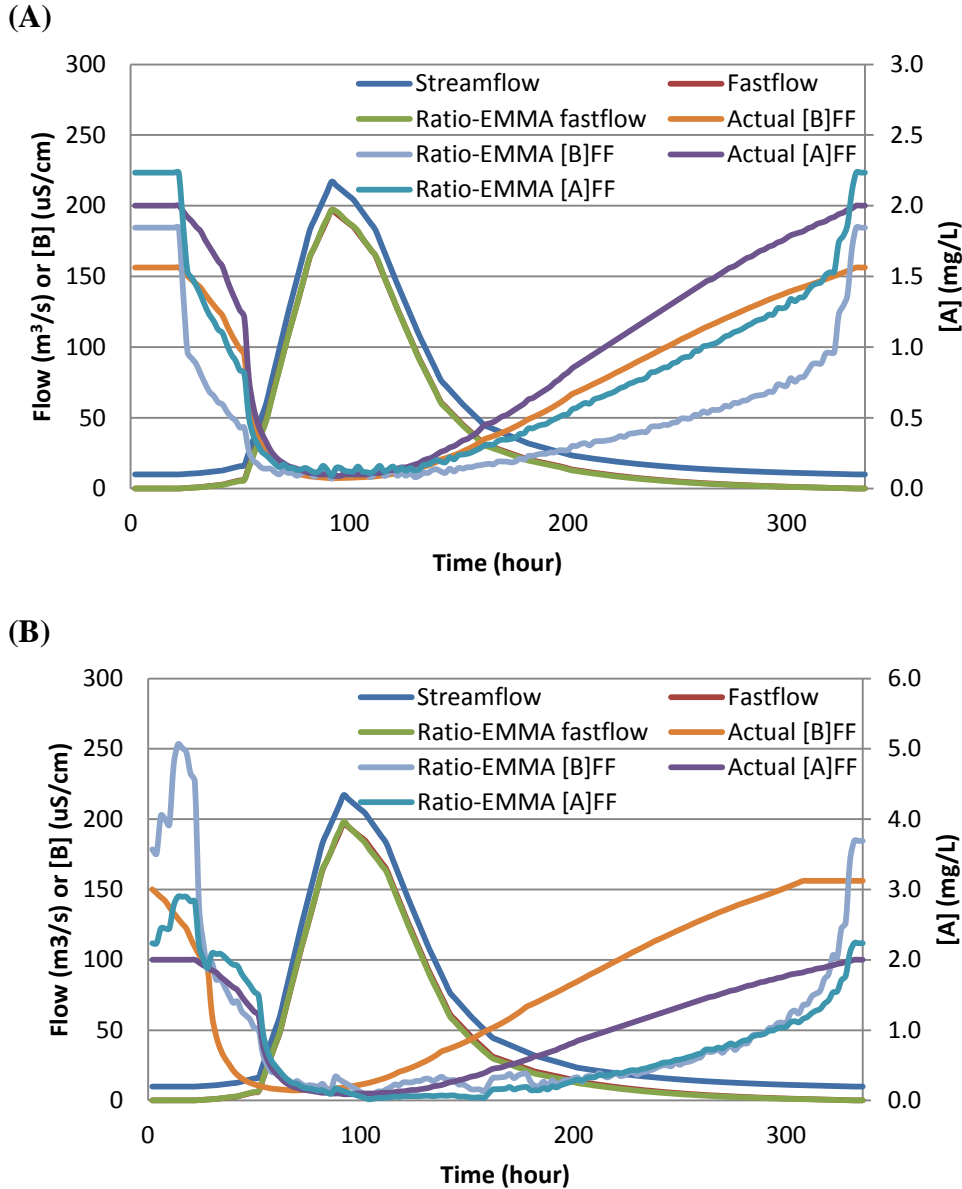 (A)
Flow (m³/s) or [B] (uS/cm)
300
250
200
150
100
50
0
Streamflow
Fastflow
Ratio-EMMA fastflow
Actual [B]FF
Ratio-EMMA [B]FF
Actual [A]FF
Ratio-EMMA [A]FF
3.0
2.5
2.0
1.5
1.0
0.5
0.0
[A] (mg/L)
0 100 200 300
Time (hour)
(B)
Flow (m3/s) or [B] (uS/cm)
300
250
200
150
100
50
0
Streamflow
Fastflow
Ratio-EMMA fastflow
Actual [B]FF
Ratio-EMMA [B]FF
Actual [A]FF
Ratio-EMMA [A]FF
6.0
5.0
4.0
3.0
2.0
1.0
0.0
[A] (mg/L)
0 100 200 300
Time (hour)